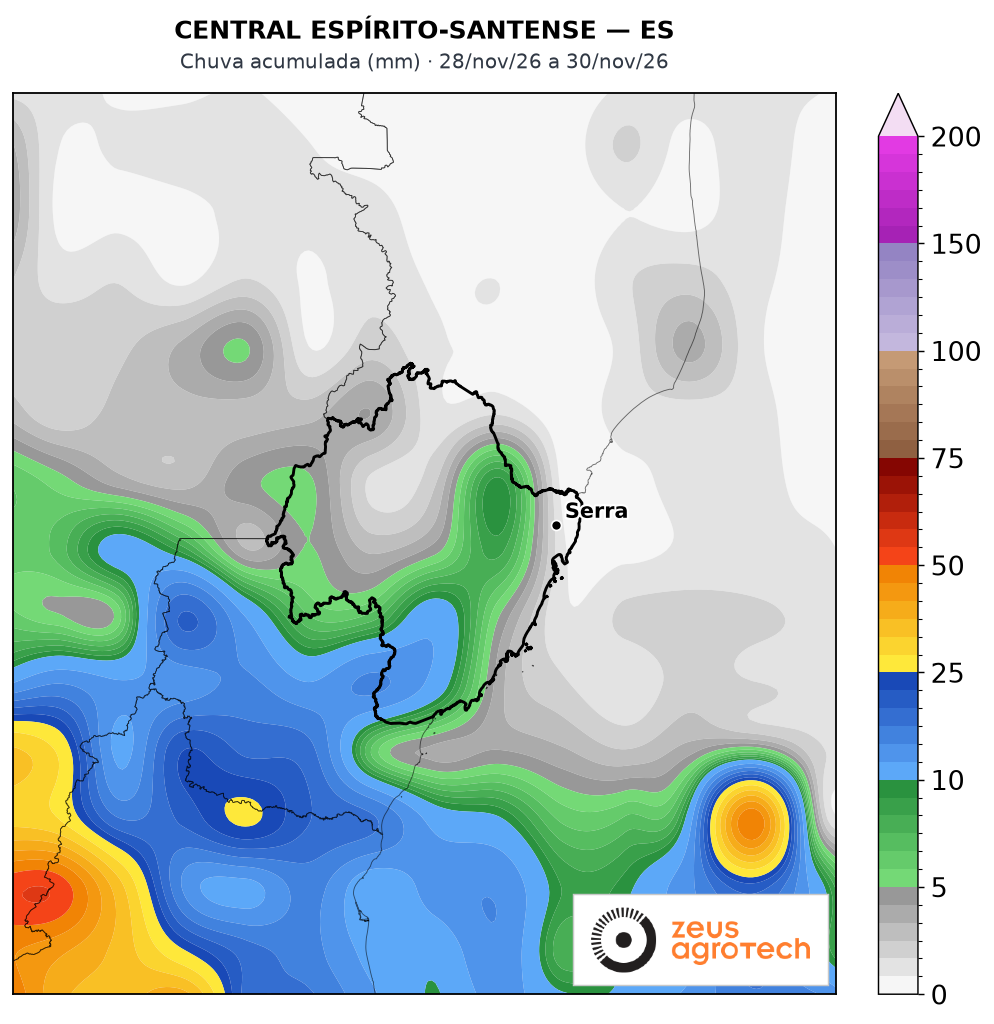 CENTRAL ESPÍRITO-SANTENSE — ES
Chuva acumulada (mm) · 28/nov/26 a 30/nov/26
200
150
100
75
50
25
10
5
0
Serra
zeus
agrotech